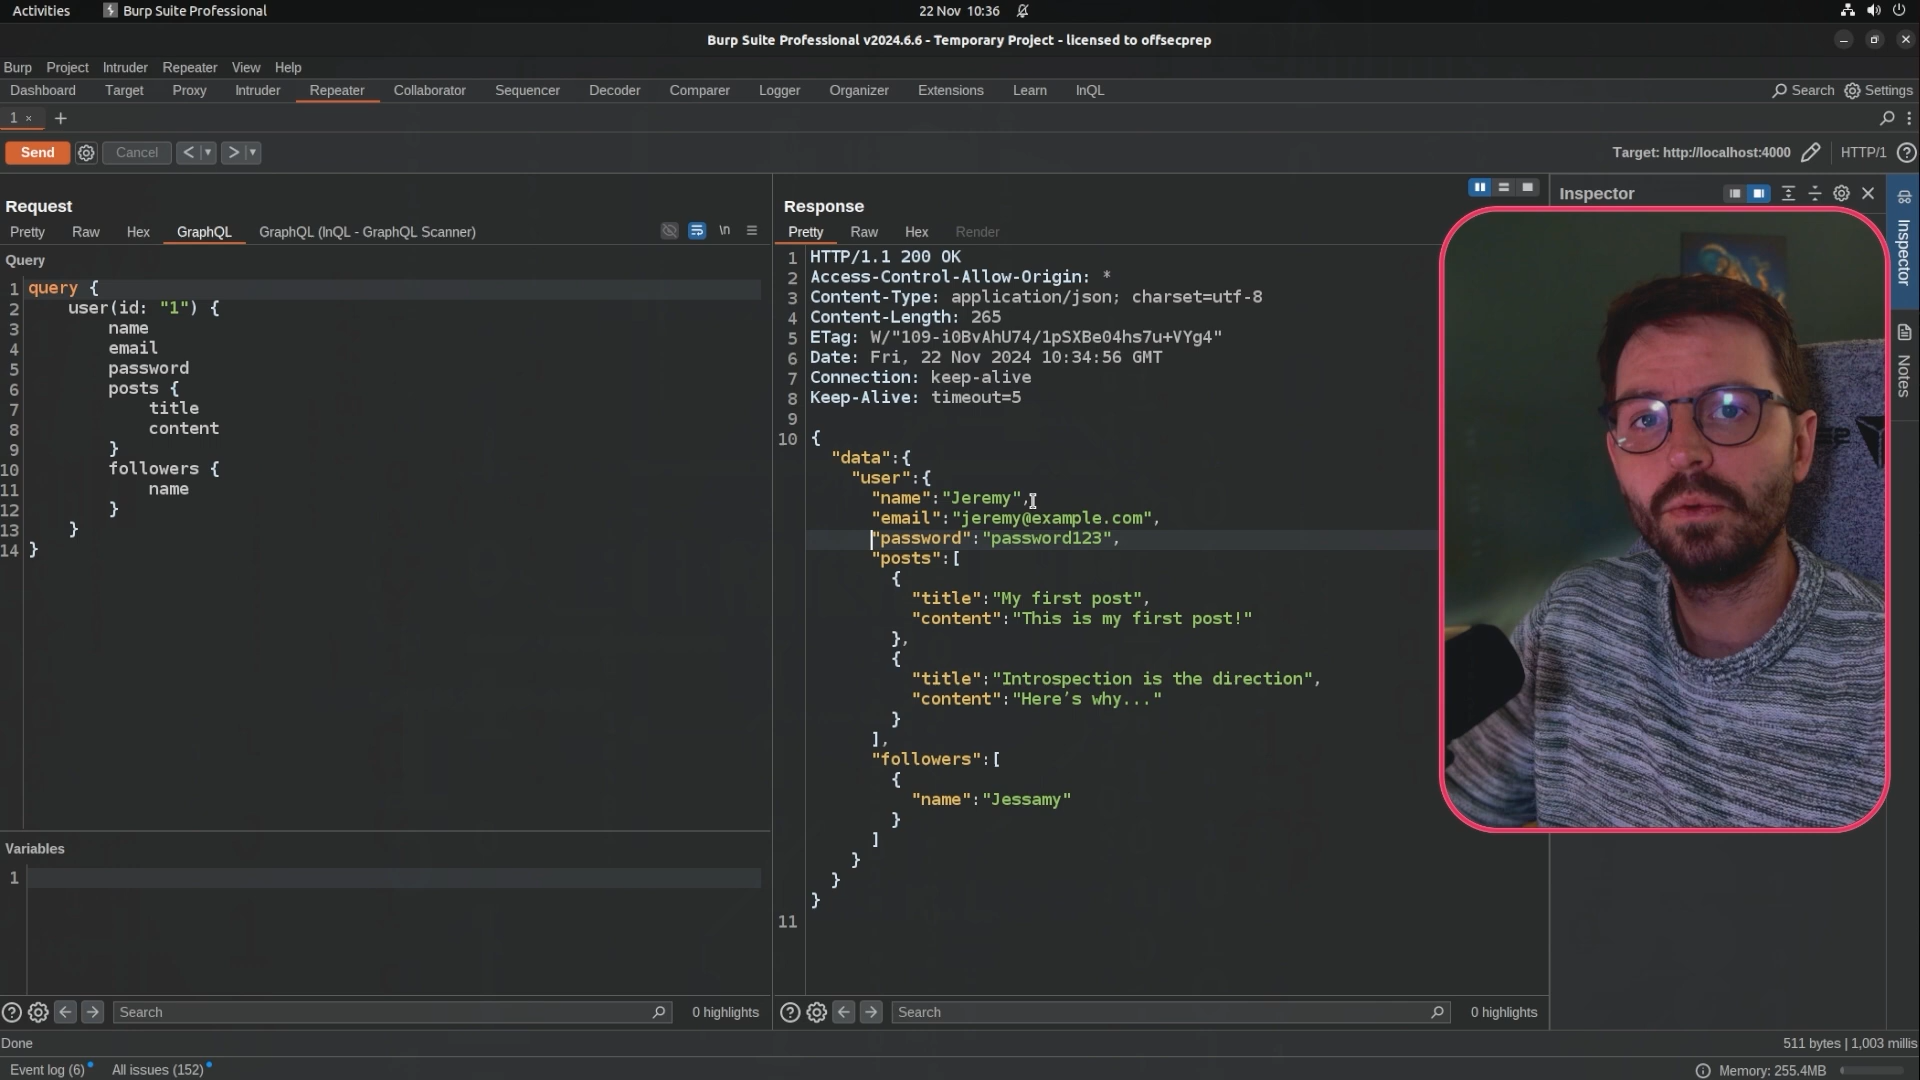 Activities Burp Suite Professional 22 Nov 10:36
Burp Suite Professional v2024.6.6 - Temporary Project - licensed to offsecprep
Burp Project Intruder Repeater View Help
Dashboard Target Proxy Intruder Repeater Collaborator Sequencer Decoder Comparer Logger Organizer Extensions Learn InQL Search Settings
1 × +
Send Cancel < > Target: http://localhost:4000 HTTP/1
Request
Pretty Raw Hex GraphQL GraphQL (InQL - GraphQL Scanner) \n
Query
1 query {
2 user(id: "1") {
3 name
4 email
5 password
6 posts {
7 title
8 content
9 }
10 followers {
11 name
12 }
13 }
14 }
Variables
1
Search 0 highlights
Response
Pretty Raw Hex Render
1 HTTP/1.1 200 OK
2 Access-Control-Allow-Origin: *
3 Content-Type: application/json; charset=utf-8
4 Content-Length: 265
5 ETag: W/"109-i0BvAhU74/1pSXBe04hs7u+VYg4"
6 Date: Fri, 22 Nov 2024 10:34:56 GMT
7 Connection: keep-alive
8 Keep-Alive: timeout=5
9
10 {
"data":{
"user":{
"name":"Jeremy",
"email":"jeremy@example.com",
"password":"password123",
"posts":[
{
"title":"My first post",
"content":"This is my first post!"
},
{
"title":"Introspection is the direction",
"content":"Here's why..."
}
],
"followers":[
{
"name":"Jessamy"
}
]
}
}
}
11
Search 0 highlights
Inspector
Inspector
Notes
Done 511 bytes | 1,003 millis
Event log (6) All issues (152) Memory: 255.4MB